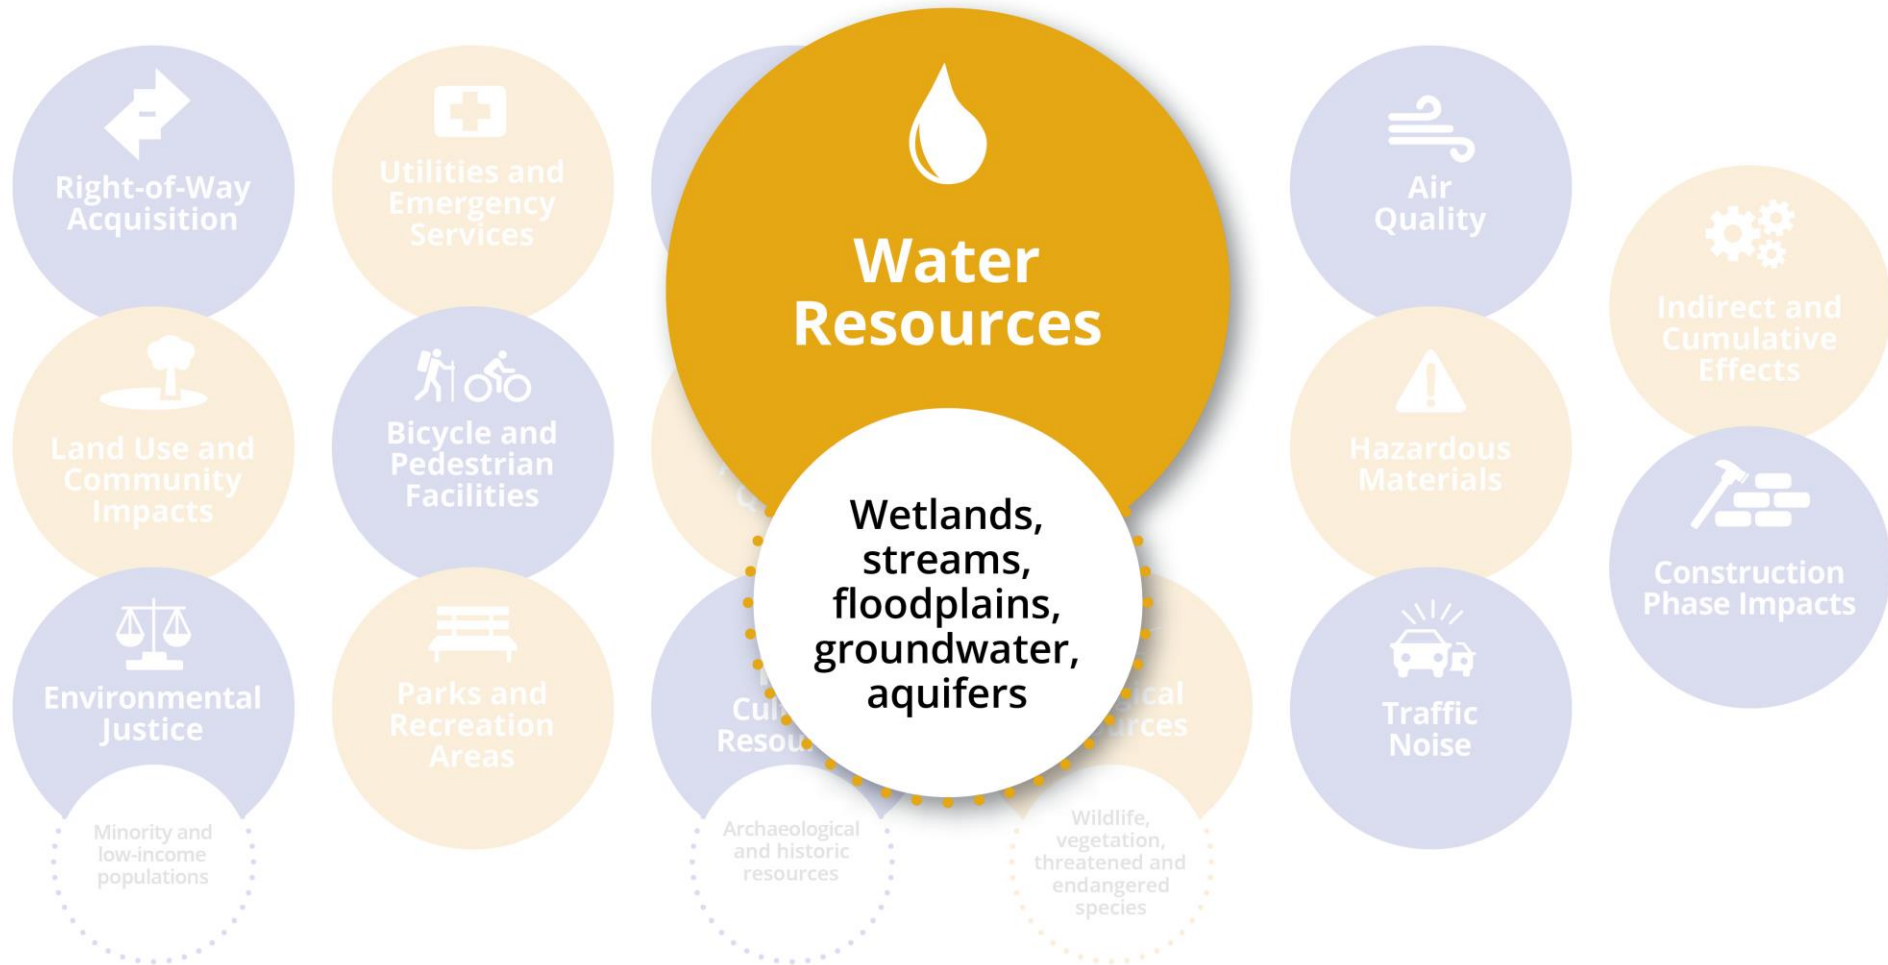 Right-of-Way
Acquisition
Land Use and
Community
Impacts
Environmental
Justice
Minority and
low-income
populations
Utilities and
Emergency
Services
Bicycle and
Pedestrian
Facilities
Parks and
Recreation
Areas
Water
Resources
Wetlands,
streams,
floodplains,
groundwater,
aquifers
Archaeological
and historic
resources
Wildlife,
vegetation,
threatened and
endangered
species
Air
Quality
Hazardous
Materials
Traffic
Noise
Indirect and
Cumulative
Effects
Construction
Phase Impacts